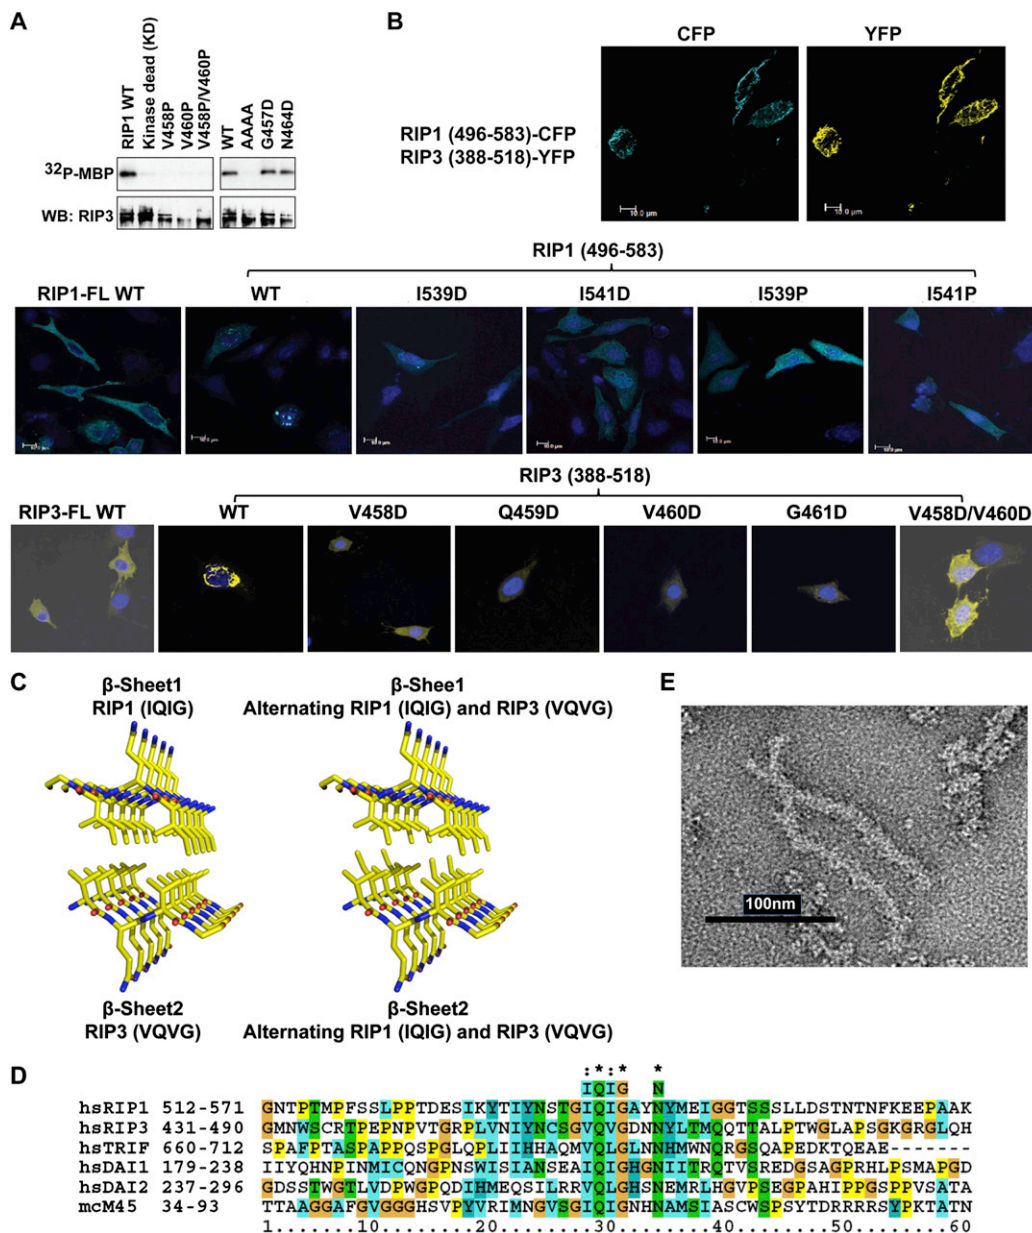 A
RIP1 WT
Kinase dead (KD)
V458P
V460P
V458P/V460P
WT
AAAA
G457D
N464D
32P-MBP
WB: RIP3
B
CFP
YFP
RIP1 (496-583)-CFP
RIP3 (388-518)-YFP
10.0 µm
10.0 µm
RIP1 (496-583)
RIP1-FL WT
WT
I539D
I541D
I539P
I541P
RIP3 (388-518)
RIP3-FL WT
WT
V458D
Q459D
V460D
G461D
V458D/V460D
C
β-Sheet1
RIP1 (IQIG)
β-Shee1
Alternating RIP1 (IQIG) and RIP3 (VQVG)
β-Sheet2
RIP3 (VQVG)
β-Sheet2
Alternating RIP1 (IQIG) and RIP3 (VQVG)
E
100nm
D
:*:* *
IQIG N
hsRIP1 512-571 GNTPTMPFSSLPPTDESIKYTIYNSTGIQIGAYNYMEIGGTSSSLLDSTNTNFKEEPAAK
hsRIP3 431-490 GMNWSCRTPEPNPVTGRPLVNIYNCSGVQVGDNNYLTMQQTTALPTWGLAPSGKGRGLQH
hsTRIF 660-712 SPAFPTASPAPPQSPGLQPLIIHHAQMVQLGLNNHMWNQRGSQAPEDKTQEAE-------
hsDAI1 179-238 IIYQHNPINMICQNGPNSWISIANSEAIQIGHGNIITRQTVSREDGSAGPRHLPSMAPGD
hsDAI2 237-296 GDSSTWGTLVDPWGPQDIHMEQSILRRVQLGHSNEMRLHGVPSEGPAHIPPGSPPVSATA
mcM45 34-93 TTAAGGAFGVGGGHSVPYVRIMNGVSGIQIGNHNAMSIASCWSPSYTDRRRRSYPKTATN
1.......10........20........30........40........50........60